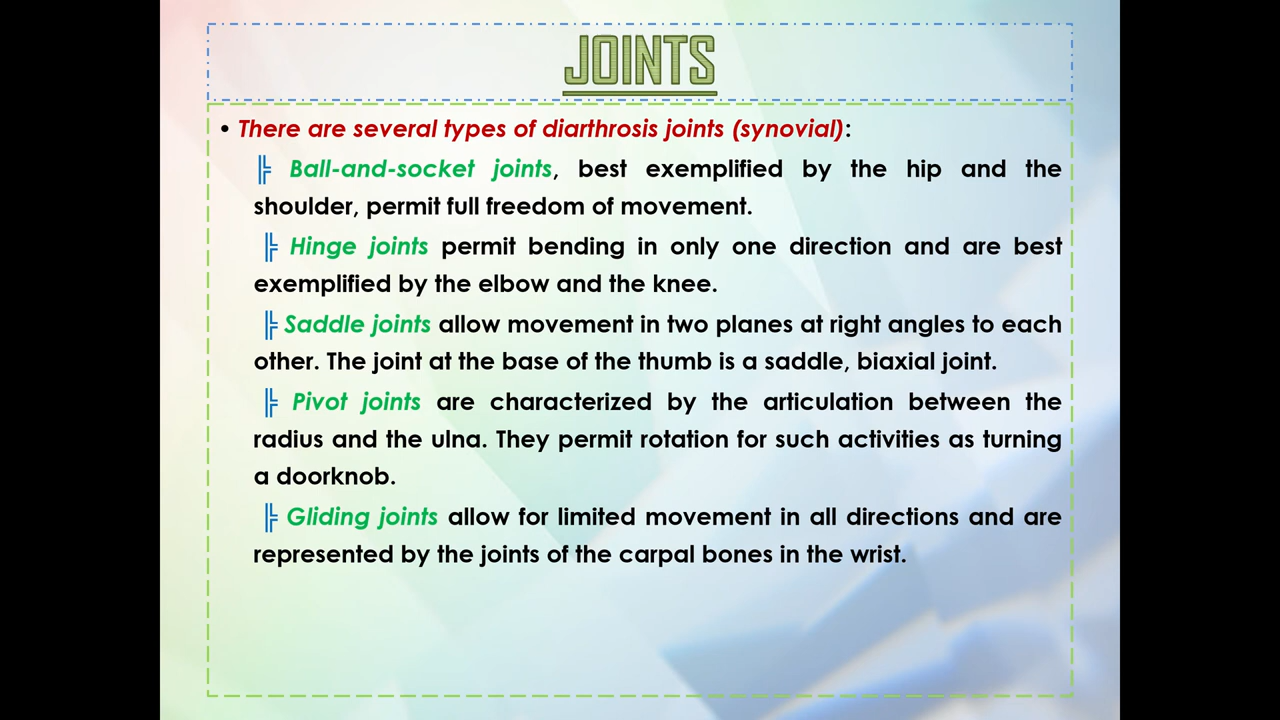 JOINTS
• There are several types of diarthrosis joints (synovial):
╠ Ball-and-socket joints, best exemplified by the hip and the
shoulder, permit full freedom of movement.
╠ Hinge joints permit bending in only one direction and are best
exemplified by the elbow and the knee.
╠ Saddle joints allow movement in two planes at right angles to each
other. The joint at the base of the thumb is a saddle, biaxial joint.
╠ Pivot joints are characterized by the articulation between the
radius and the ulna. They permit rotation for such activities as turning
a doorknob.
╠ Gliding joints allow for limited movement in all directions and are
represented by the joints of the carpal bones in the wrist.